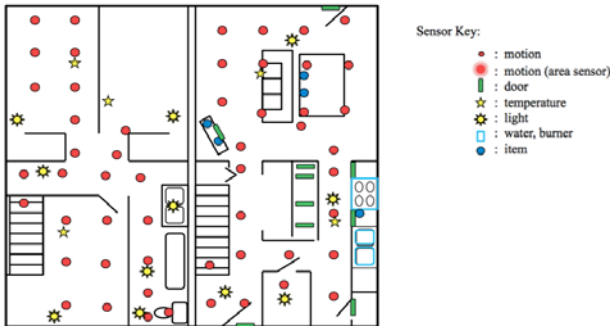 Sensor Key:
: motion
: motion (area sensor)
: door
: temperature
: light
: water, burner
: item